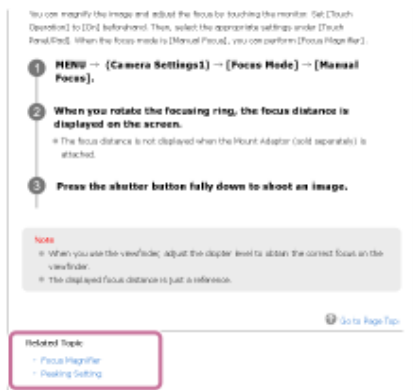 You can magnify the image and adjust the focus by touching the monitor. Set [Touch
Operation] to [On] beforehand. Then, select the appropriate settings under [Touch
Panel/Pad]. When the focus mode is [Manual Focus], you can perform [Focus Magnifier].
1 MENU → (Camera Settings1) → [Focus Mode] → [Manual
Focus].
2 When you rotate the focusing ring, the focus distance is
displayed on the screen.
The focus distance is not displayed when the Mount Adaptor (sold separately) is
attached.
3 Press the shutter button fully down to shoot an image.
Note
When you use the viewfinder, adjust the diopter level to obtain the correct focus on the
viewfinder.
The displayed focus distance is just a reference.
Go to Page Top
Related Topic
Focus Magnifier
Peaking Setting